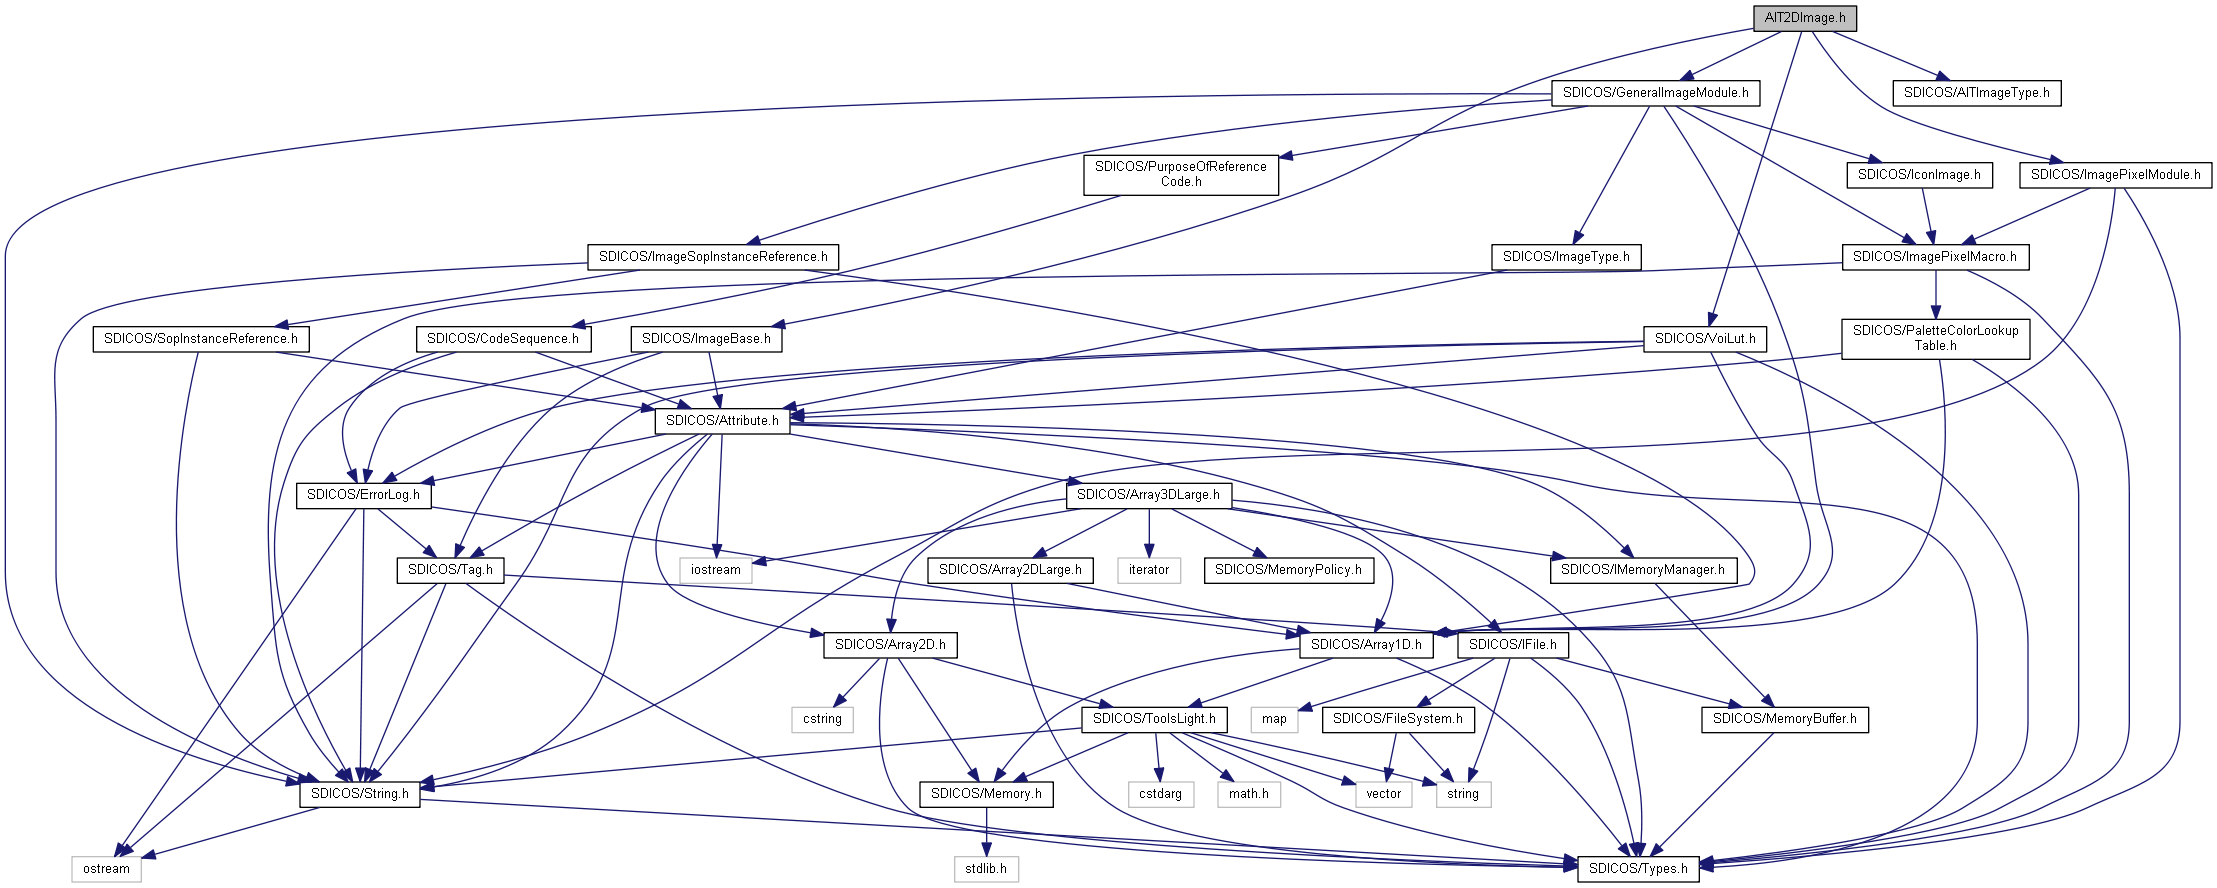 AIT2DImage.h
SDICOS/GeneralImageModule.h
SDICOS/AITImageType.h
SDICOS/PurposeOfReference
Code.h
SDICOS/IconImage.h
SDICOS/ImagePixelModule.h
SDICOS/ImageSopInstanceReference.h
SDICOS/ImageType.h
SDICOS/ImagePixelMacro.h
SDICOS/SopInstanceReference.h
SDICOS/CodeSequence.h
SDICOS/ImageBase.h
SDICOS/VoiLut.h
SDICOS/PaletteColorLookup
Table.h
SDICOS/Attribute.h
SDICOS/ErrorLog.h
SDICOS/Array3DLarge.h
SDICOS/Tag.h
iostream
SDICOS/Array2DLarge.h
iterator
SDICOS/MemoryPolicy.h
SDICOS/IMemoryManager.h
SDICOS/Array2D.h
SDICOS/Array1D.h
SDICOS/IFile.h
cstring
SDICOS/ToolsLight.h
map
SDICOS/FileSystem.h
SDICOS/MemoryBuffer.h
SDICOS/String.h
SDICOS/Memory.h
cstdarg
math.h
vector
string
ostream
stdlib.h
SDICOS/Types.h